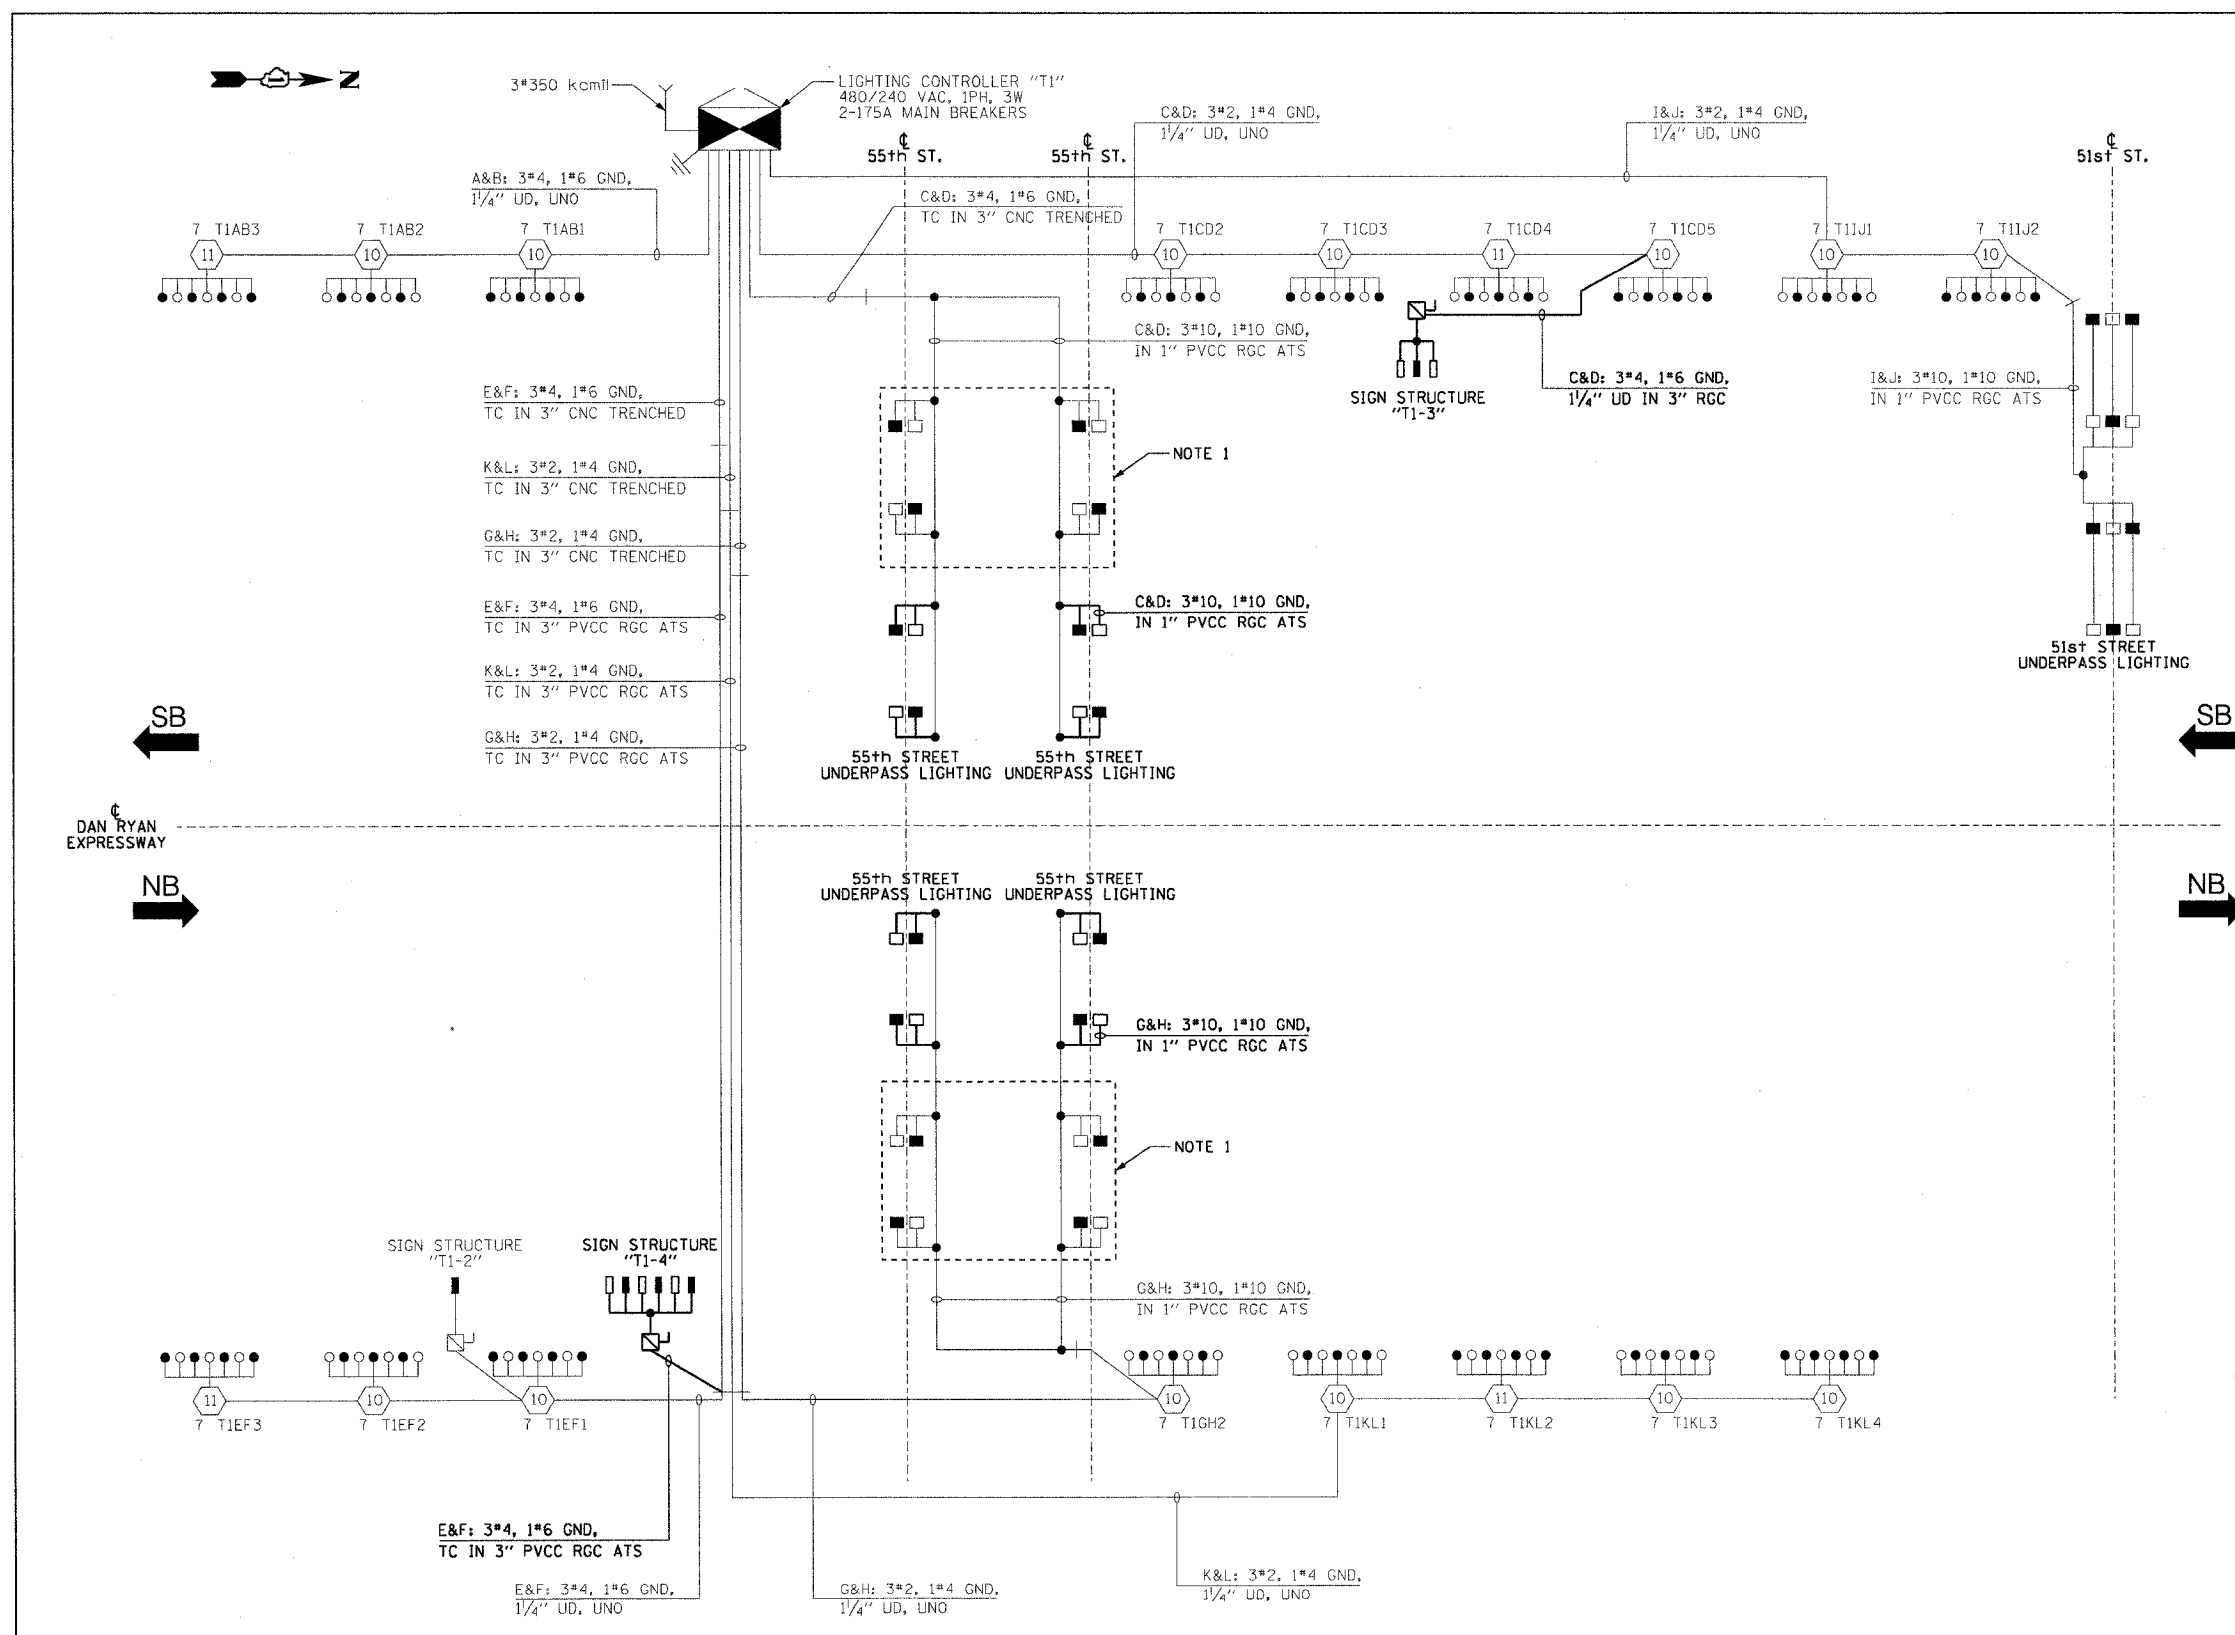 N
3#350 kcmil
LIGHTING CONTROLLER "T1"
480/240 VAC, 1PH, 3W
2-175A MAIN BREAKERS
℄
55th ST.
℄
55th ST.
C&D: 3#2, 1#4 GND,
1¼" UD, UNO
I&J: 3#2, 1#4 GND,
1¼" UD, UNO
℄
51st ST.
A&B: 3#4, 1#6 GND,
1¼" UD, UNO
C&D: 3#4, 1#6 GND,
TC IN 3" CNC TRENCHED
7 T1AB3
7 T1AB2
7 T1AB1
7 T1CD2
7 T1CD3
7 T1CD4
7 T1CD5
7 T1IJ1
7 T1IJ2
11
10
10
10
10
11
10
10
10
C&D: 3#10, 1#10 GND,
IN 1" PVCC RGC ATS
SIGN STRUCTURE
"T1-3"
C&D: 3#4, 1#6 GND,
1¼" UD IN 3" RGC
I&J: 3#10, 1#10 GND,
IN 1" PVCC RGC ATS
E&F: 3#4, 1#6 GND,
TC IN 3" CNC TRENCHED
NOTE 1
K&L: 3#2, 1#4 GND,
TC IN 3" CNC TRENCHED
G&H: 3#2, 1#4 GND,
TC IN 3" CNC TRENCHED
E&F: 3#4, 1#6 GND,
TC IN 3" PVCC RGC ATS
C&D: 3#10, 1#10 GND,
IN 1" PVCC RGC ATS
K&L: 3#2, 1#4 GND,
TC IN 3" PVCC RGC ATS
51st STREET
UNDERPASS LIGHTING
SB
SB
G&H: 3#2, 1#4 GND,
TC IN 3" PVCC RGC ATS
55th STREET
UNDERPASS LIGHTING
55th STREET
UNDERPASS LIGHTING
℄
DAN RYAN
EXPRESSWAY
NB
NB
55th STREET
UNDERPASS LIGHTING
55th STREET
UNDERPASS LIGHTING
G&H: 3#10, 1#10 GND,
IN 1" PVCC RGC ATS
NOTE 1
SIGN STRUCTURE
"T1-2"
SIGN STRUCTURE
"T1-4"
G&H: 3#10, 1#10 GND,
IN 1" PVCC RGC ATS
11
10
10
10
10
11
10
10
7 T1EF3
7 T1EF2
7 T1EF1
7 T1GH2
7 T1KL1
7 T1KL2
7 T1KL3
7 T1KL4
E&F: 3#4, 1#6 GND,
TC IN 3" PVCC RGC ATS
E&F: 3#4, 1#6 GND,
1¼" UD, UNO
G&H: 3#2, 1#4 GND,
1¼" UD, UNO
K&L: 3#2, 1#4 GND,
1¼" UD, UNO